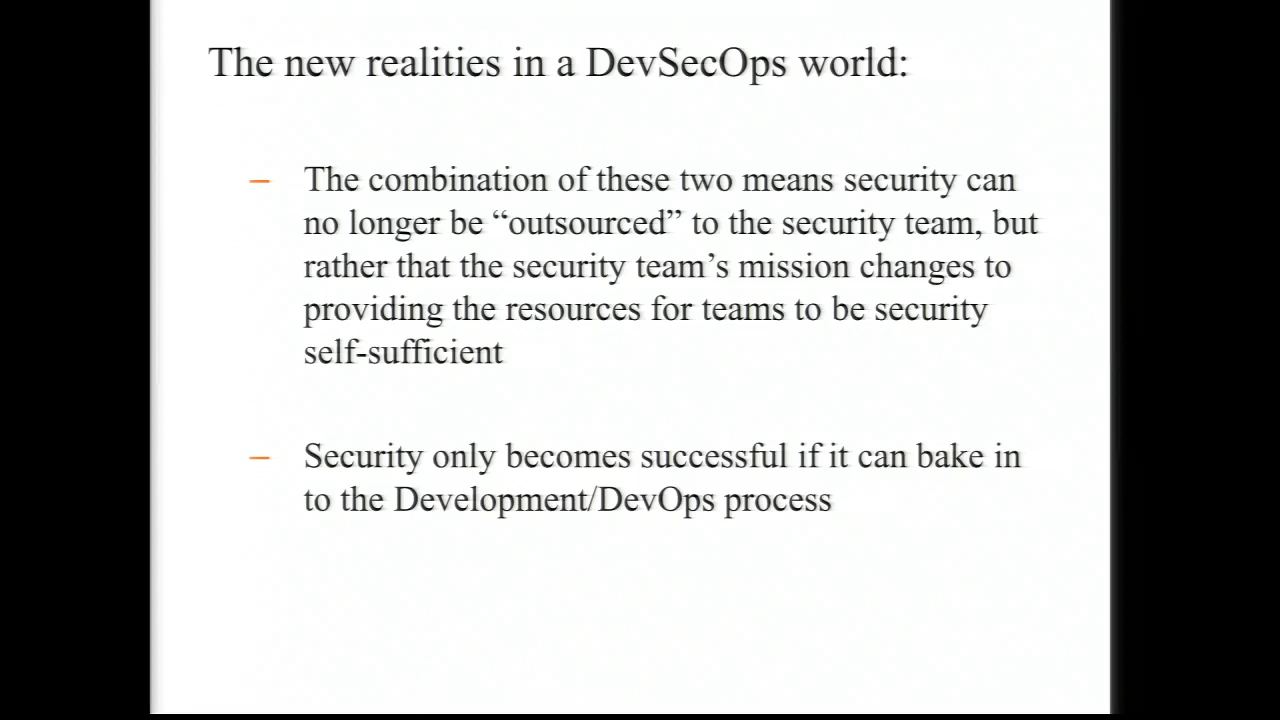 The new realities in a DevSecOps world:
– The combination of these two means security can
no longer be “outsourced” to the security team, but
rather that the security team’s mission changes to
providing the resources for teams to be security
self-sufficient
– Security only becomes successful if it can bake in
to the Development/DevOps process